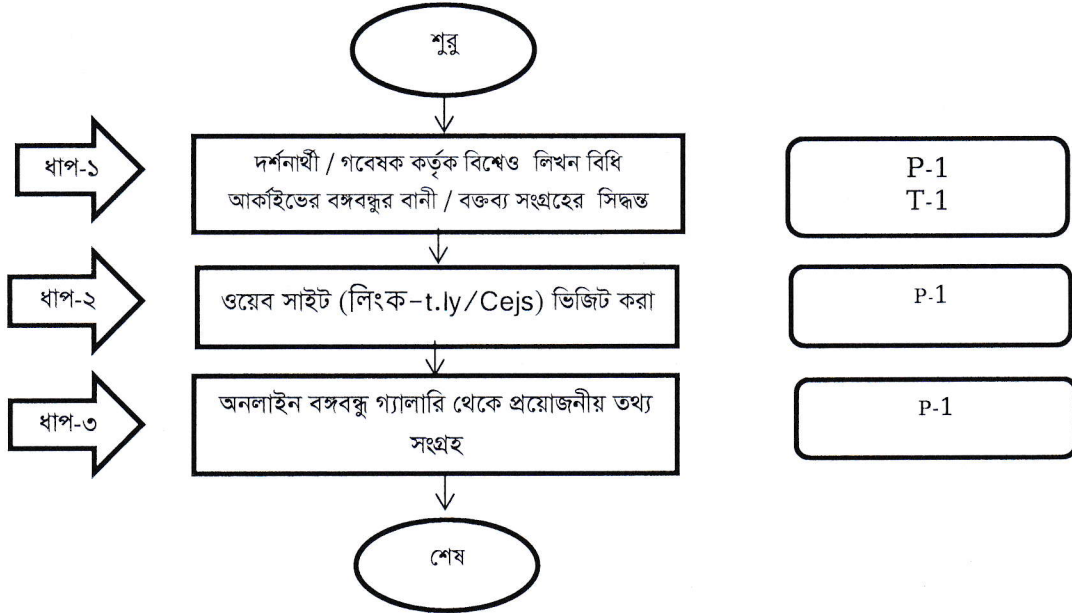 শুরু
ধাপ-১
দর্শনার্থী / গবেষক কর্তৃক বিশ্বেও লিখন বিধি
আর্কাইভের বঙ্গবন্ধুর বানী / বক্তব্য সংগ্রহের সিদ্ধন্ত
P-1
T-1
ধাপ-২
ওয়েব সাইট (লিংক-t.ly/Cejs) ভিজিট করা
P-1
ধাপ-৩
অনলাইন বঙ্গবন্ধু গ্যালারি থেকে প্রয়োজনীয় তথ্য
সংগ্রহ
P-1
শেষ